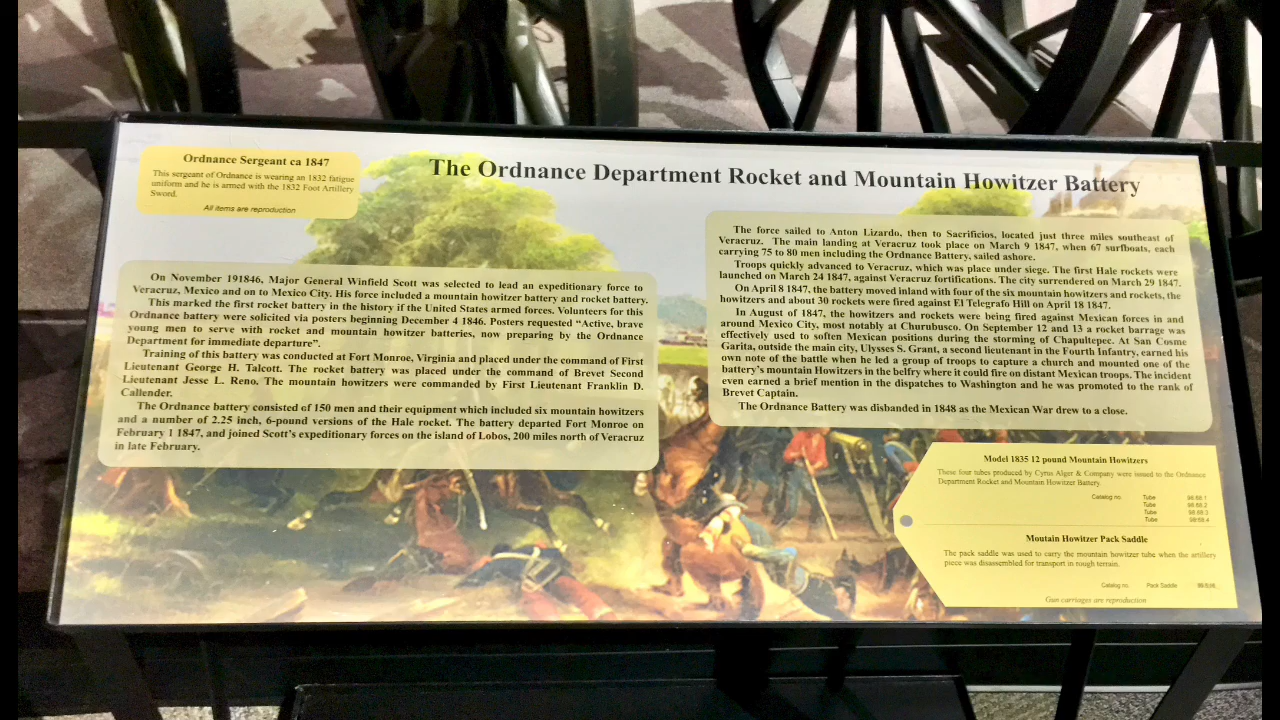 The Ordnance Department Rocket and Mountain Howitzer Battery
Ordnance Sergeant ca 1847
This sergeant of Ordnance is wearing an 1832 fatigue
uniform and he is armed with the 1832 Foot Artillery
Sword.
All items are reproduction
On November 191846, Major General Winfield Scott was selected to lead an expeditionary force to
Veracruz, Mexico and on to Mexico City. His force included a mountain howitzer battery and rocket battery.
This marked the first rocket battery in the history if the United States armed forces. Volunteers for this
Ordnance battery were solicited via posters beginning December 4 1846. Posters requested “Active, brave
young men to serve with rocket and mountain howitzer batteries, now preparing by the Ordnance
Department for immediate departure”.
Training of this battery was conducted at Fort Monroe, Virginia and placed under the command of First
Lieutenant George H. Talcott. The rocket battery was placed under the command of Brevet Second
Lieutenant Jesse L. Reno. The mountain howitzers were commanded by First Lieutenant Franklin D.
Callender.
The Ordnance battery consisted of 150 men and their equipment which included six mountain howitzers
and a number of 2.25 inch, 6-pound versions of the Hale rocket. The battery departed Fort Monroe on
February 1 1847, and joined Scott’s expeditionary forces on the island of Lobos, 200 miles north of Veracruz
in late February.
The force sailed to Anton Lizardo, then to Sacrificios, located just three miles southeast of
Veracruz. The main landing at Veracruz took place on March 9 1847, when 67 surfboats, each
carrying 75 to 80 men including the Ordnance Battery, sailed ashore.
Troops quickly advanced to Veracruz, which was place under siege. The first Hale rockets were
launched on March 24 1847, against Veracruz fortifications. The city surrendered on March 29 1847.
On April 8 1847, the battery moved inland with four of the six mountain howitzers and rockets, the
howitzers and about 30 rockets were fired against El Telegrafo Hill on April 18 1847.
In August of 1847, the howitzers and rockets were being fired against Mexican forces in and
around Mexico City, most notably at Churubusco. On September 12 and 13 a rocket barrage was
effectively used to soften Mexican positions during the storming of Chapultepec. At San Cosme
Garita, outside the main city, Ulysses S. Grant, a second lieutenant in the Fourth Infantry, earned his
own note of the battle when he led a group of troops to capture a church and mounted one of the
battery’s mountain Howitzers in the belfry where it could fire on distant Mexican troops. The incident
even earned a brief mention in the dispatches to Washington and he was promoted to the rank of
Brevet Captain.
The Ordnance Battery was disbanded in 1848 as the Mexican War drew to a close.
Model 1835 12 pound Mountain Howitzers
These four tubes produced by Cyrus Alger & Company were issued to the Ordnance
Department Rocket and Mountain Howitzer Battery.
Catalog no. Tube 98:68:1
Tube 98:68:2
Tube 98:68:3
Tube 98:68:4
Moutain Howitzer Pack Saddle
The pack saddle was used to carry the mountain howitzer tube when the artillery
piece was disassembled for transport in rough terrain.
Catalog no. Pack Saddle
Gun carriages are reproduction